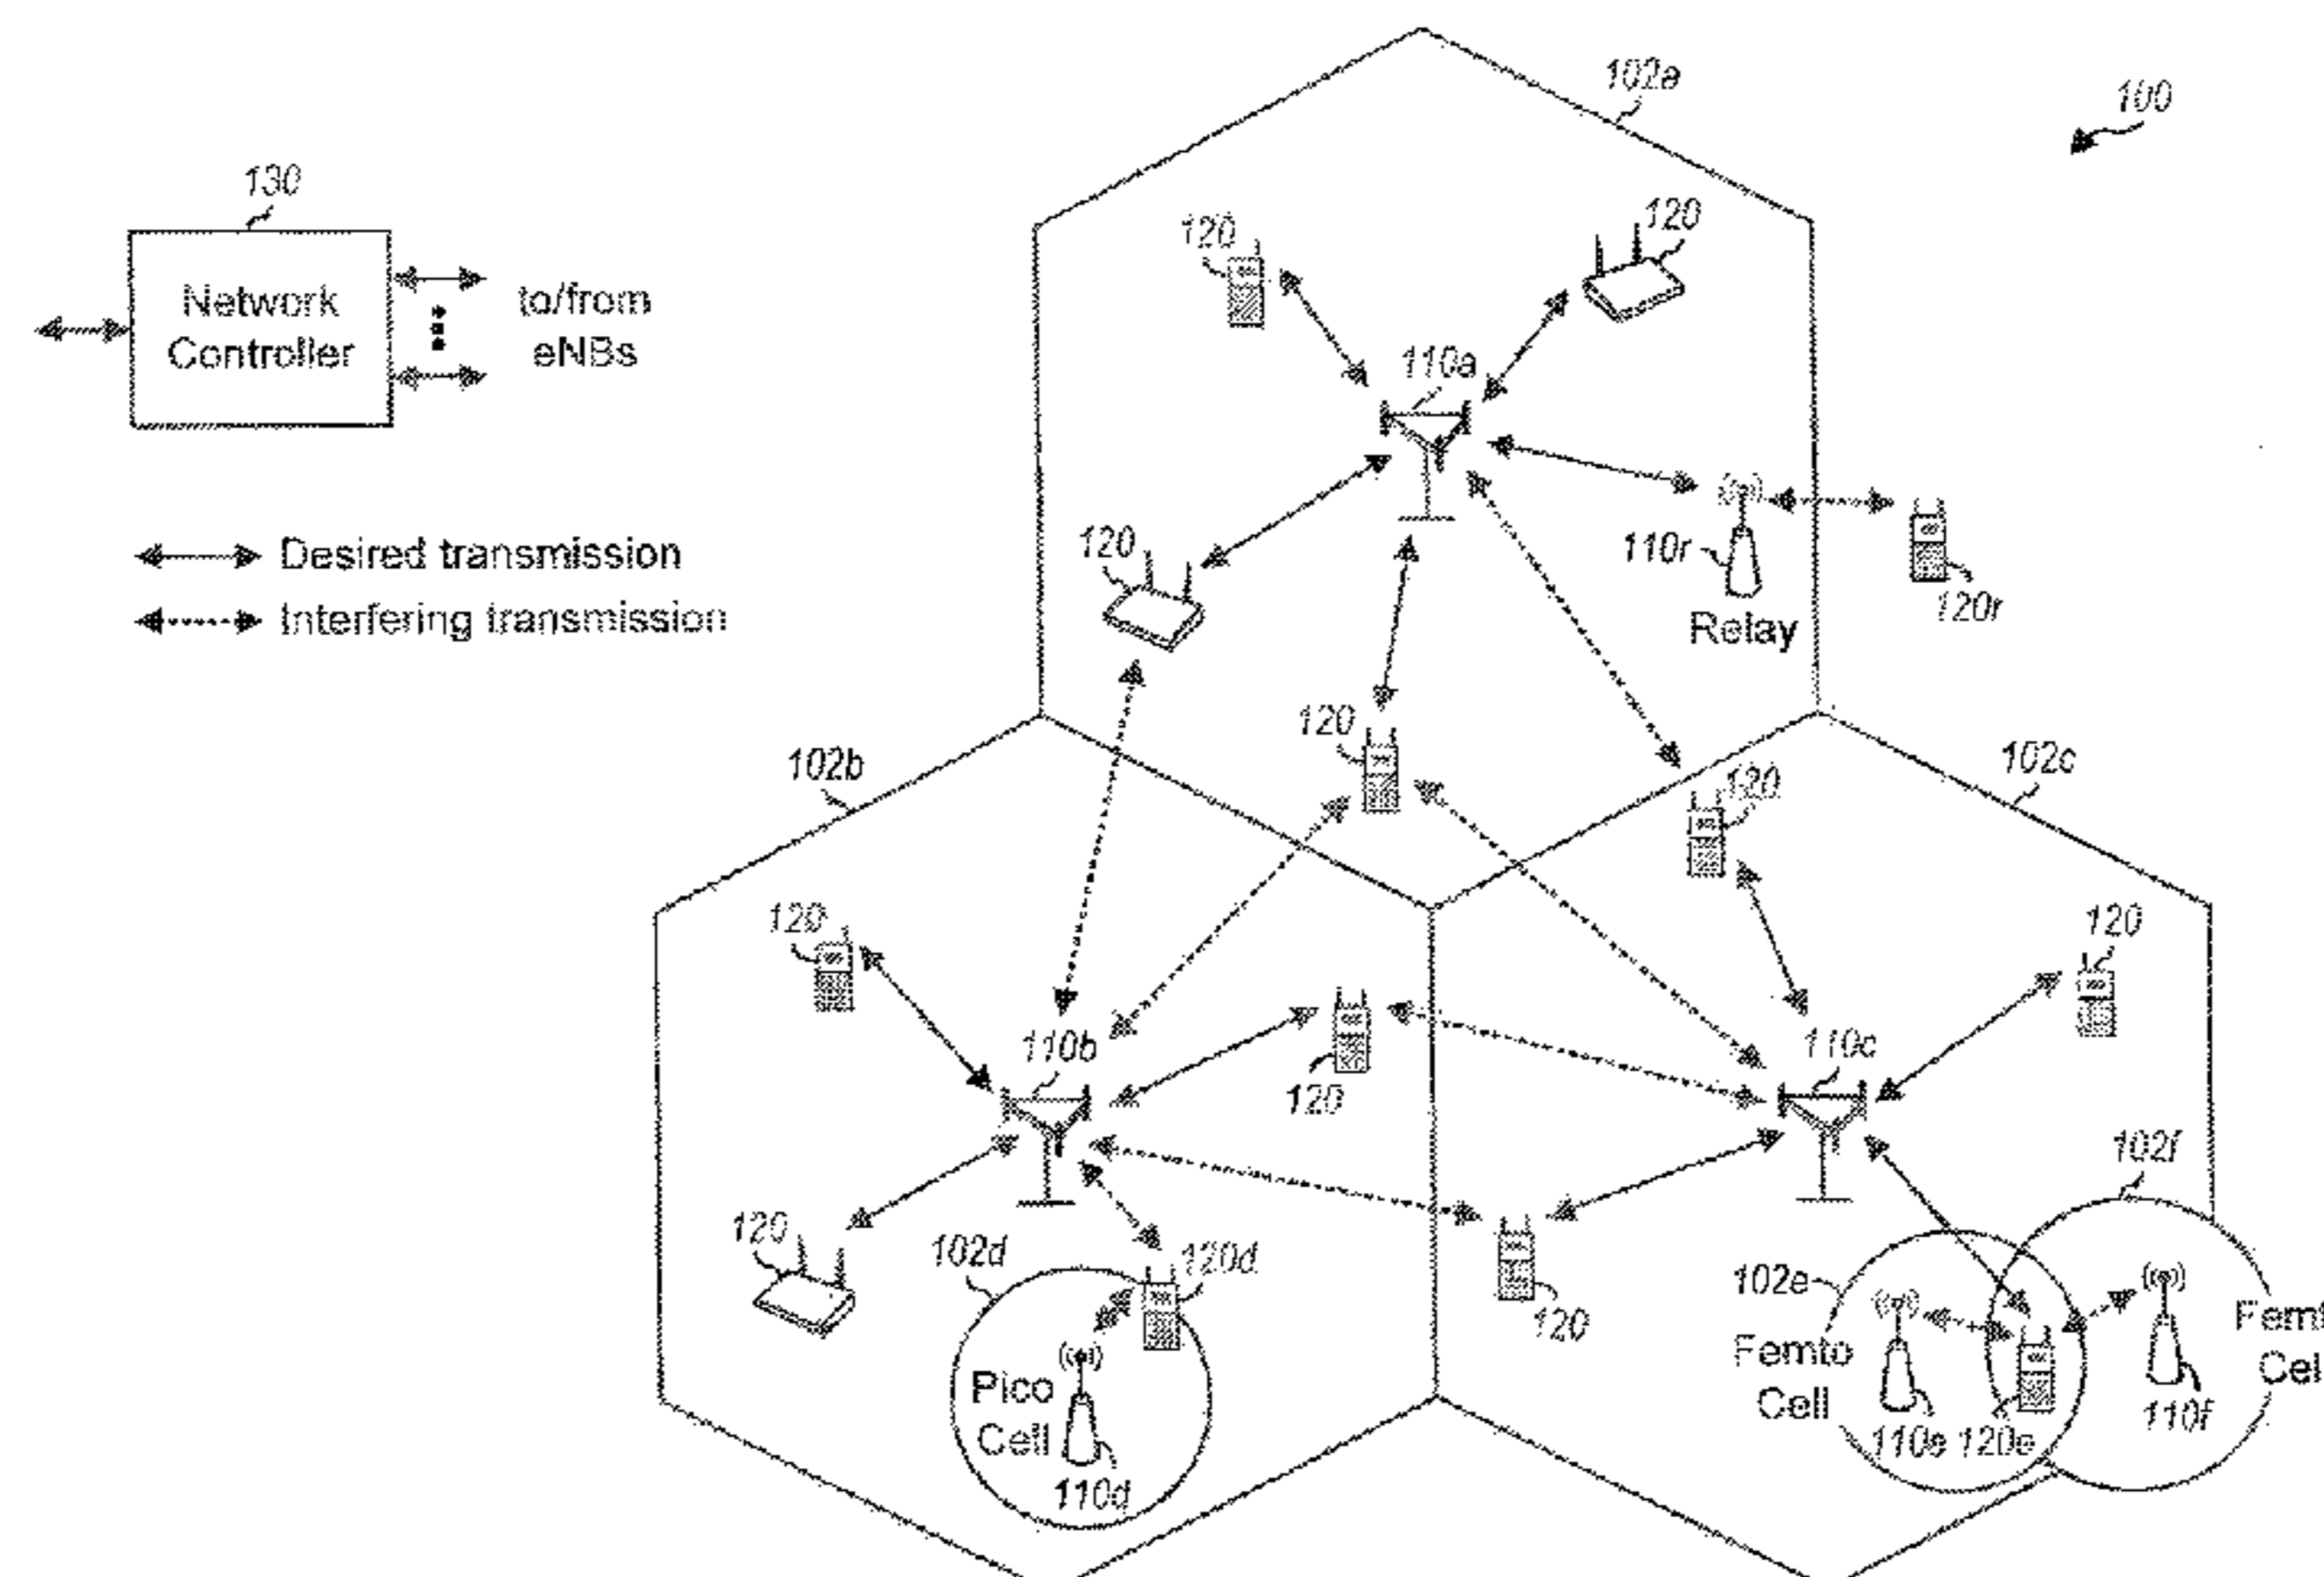 102a
100
130
120
120
Network
Controller
to/from
eNBs
110a
Desired transmission
Interfering transmission
120
110r
120r
Relay
120
102b
102c
120
120
120
110b
120
110c
102f
120
102d
120d
120
102e
Femto
Cell
Femt
Cel
Pico
Cell
110d
110e
120e
110f